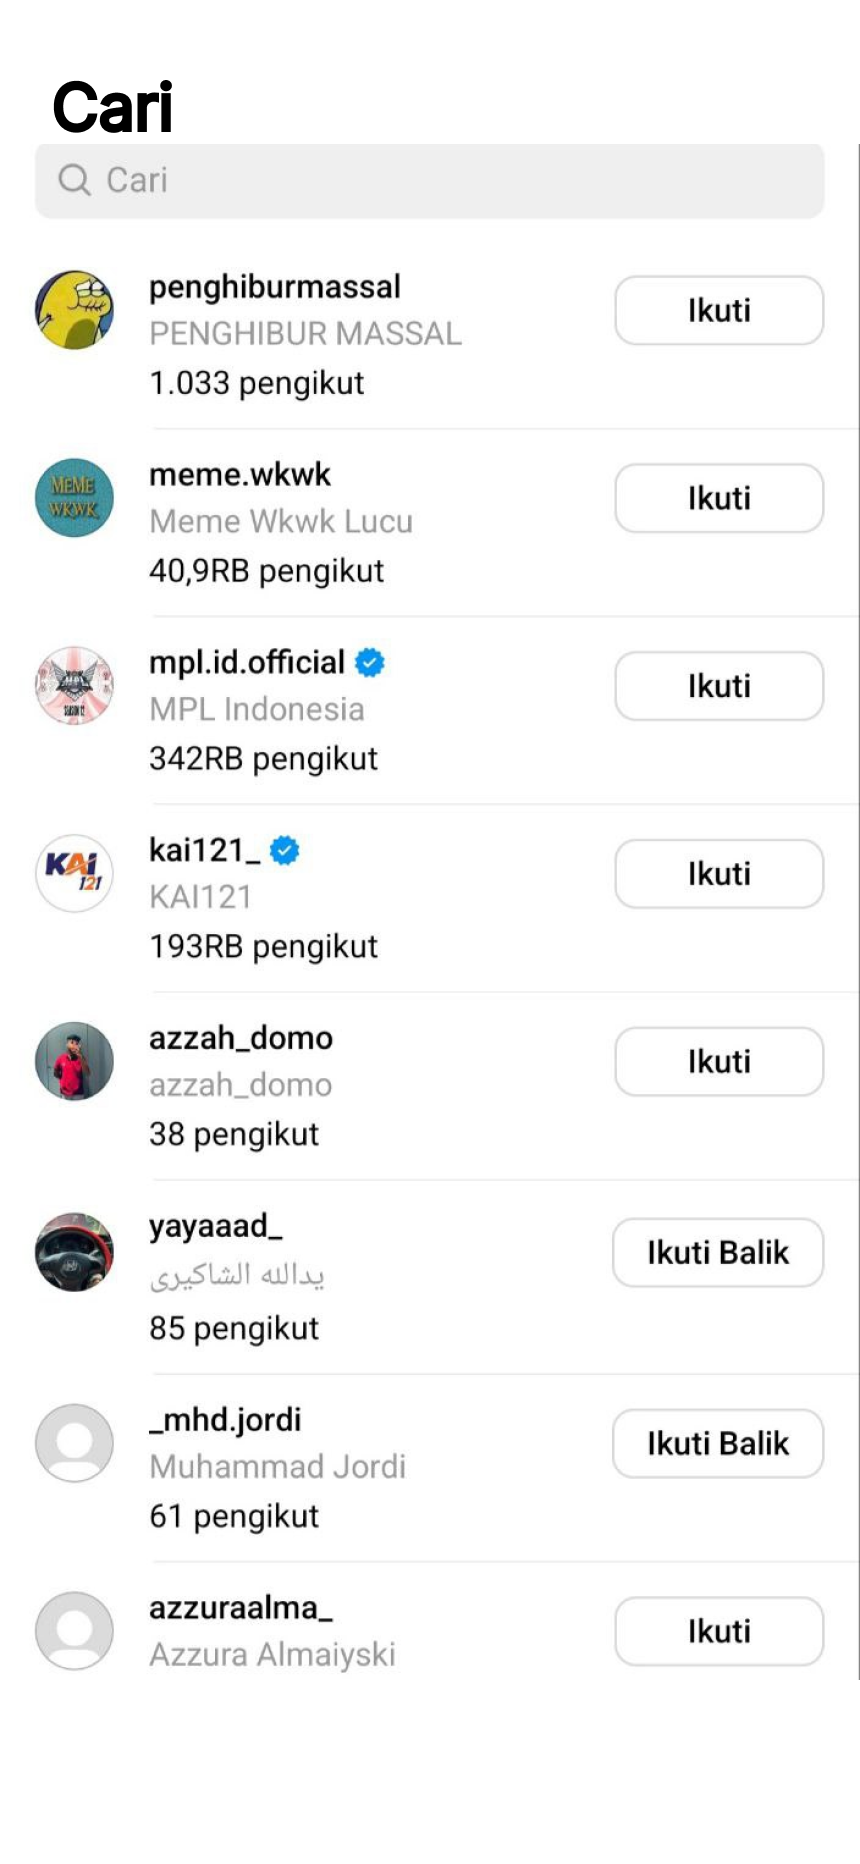 Cari
Cari
penghiburmassal
Ikuti
PENGHIBUR MASSAL
1.033 pengikut
MEME
WKWK
meme.wkwk
Ikuti
Meme Wkwk Lucu
40,9RB pengikut
mpl.id.official
Ikuti
MPL Indonesia
SEASON 12
342RB pengikut
KAI
121
kai121_
Ikuti
KAI121
193RB pengikut
azzah_domo
Ikuti
azzah_domo
38 pengikut
yayaaad_
Ikuti Balik
يدالله الشاكيرى
85 pengikut
_mhd.jordi
Ikuti Balik
Muhammad Jordi
61 pengikut
azzuraalma_
Ikuti
Azzura Almaiyski